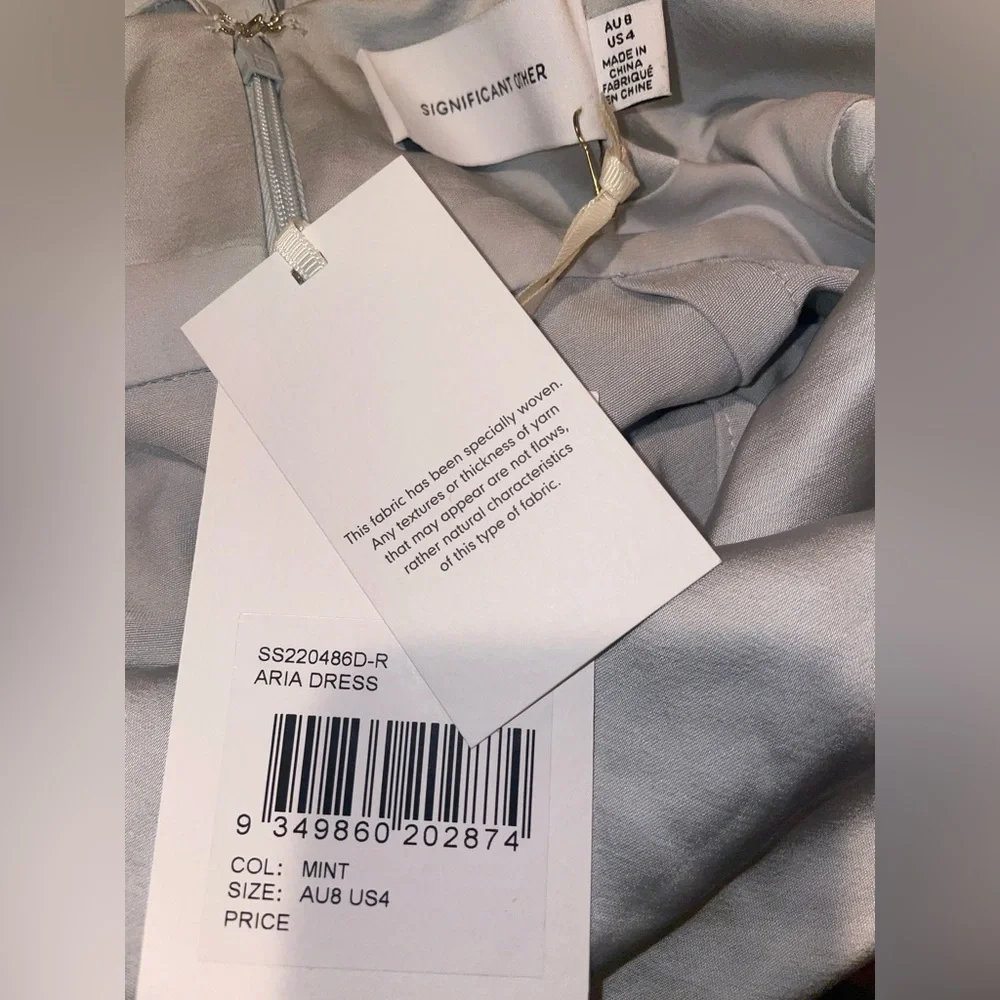 SIGNIFICANT OTHER
AU 8
US 4
MADE IN
CHINA
FABRIQUÉ
EN CHINE
This fabric has been specially woven.
Any textures or thickness of yarn
that may appear are not flaws,
rather natural characteristics
of this type of fabric.
SS220486D-R
ARIA DRESS
9 349860 202874
COL: MINT
SIZE: AU8 US4
PRICE